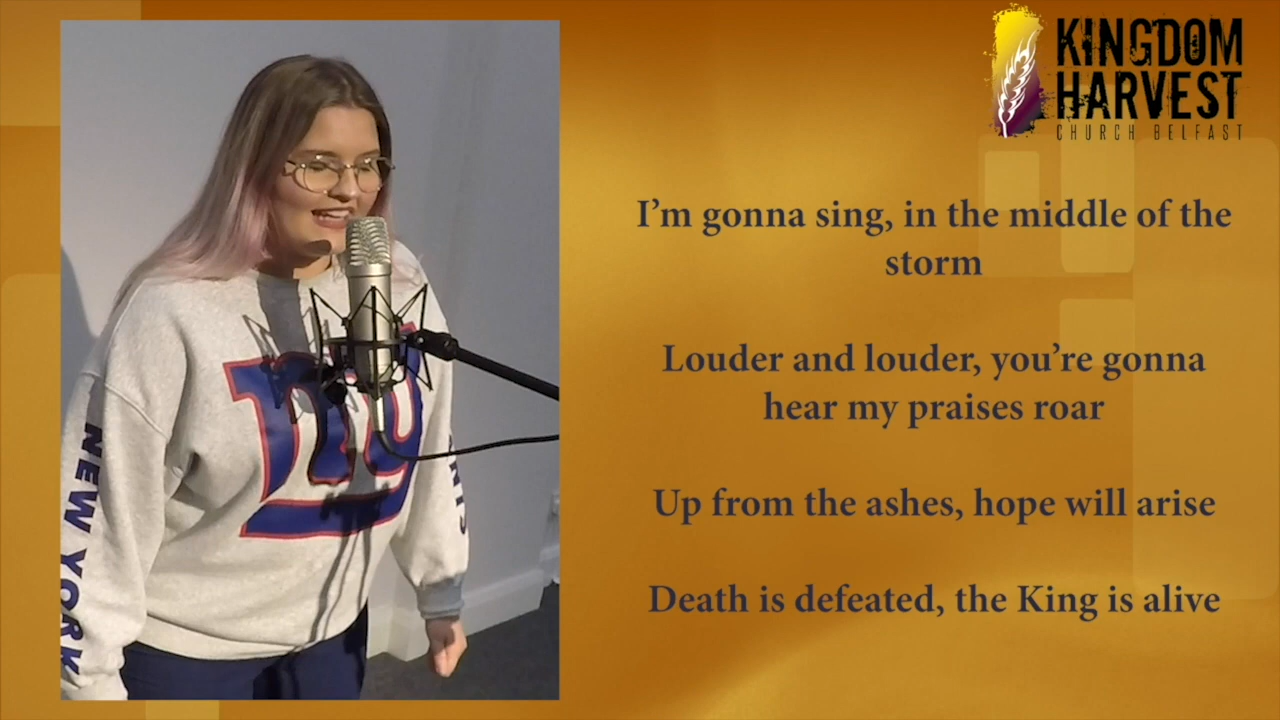 KINGDOM
HARVEST
CHURCH BELFAST
I’m gonna sing, in the middle of the
storm
Louder and louder, you’re gonna
hear my praises roar
Up from the ashes, hope will arise
Death is defeated, the King is alive
ny
NEW YORK